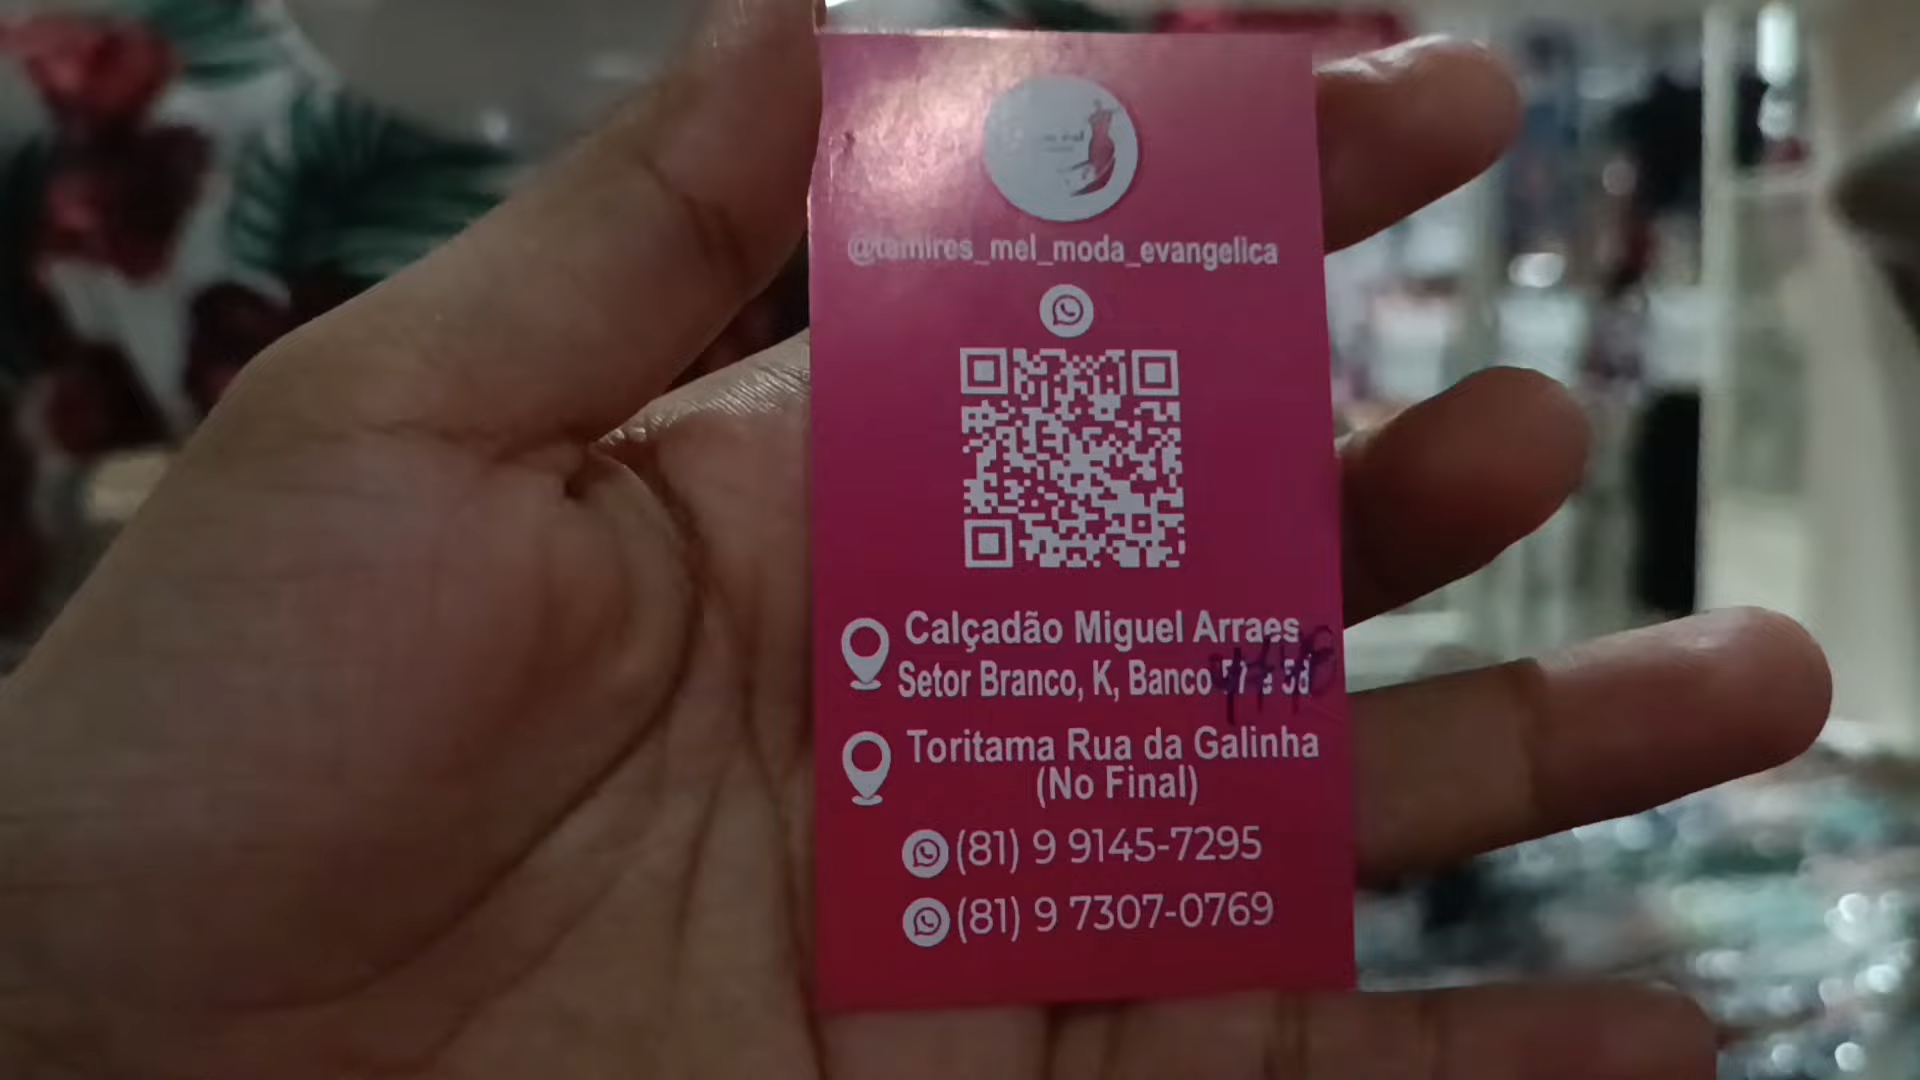 @tamires_mel_moda_evangelica
Calçadão Miguel Arraes
Setor Branco, K, Banco
Toritama Rua da Galinha
(No Final)
(81) 9 9145-7295
(81) 9 7307-0769